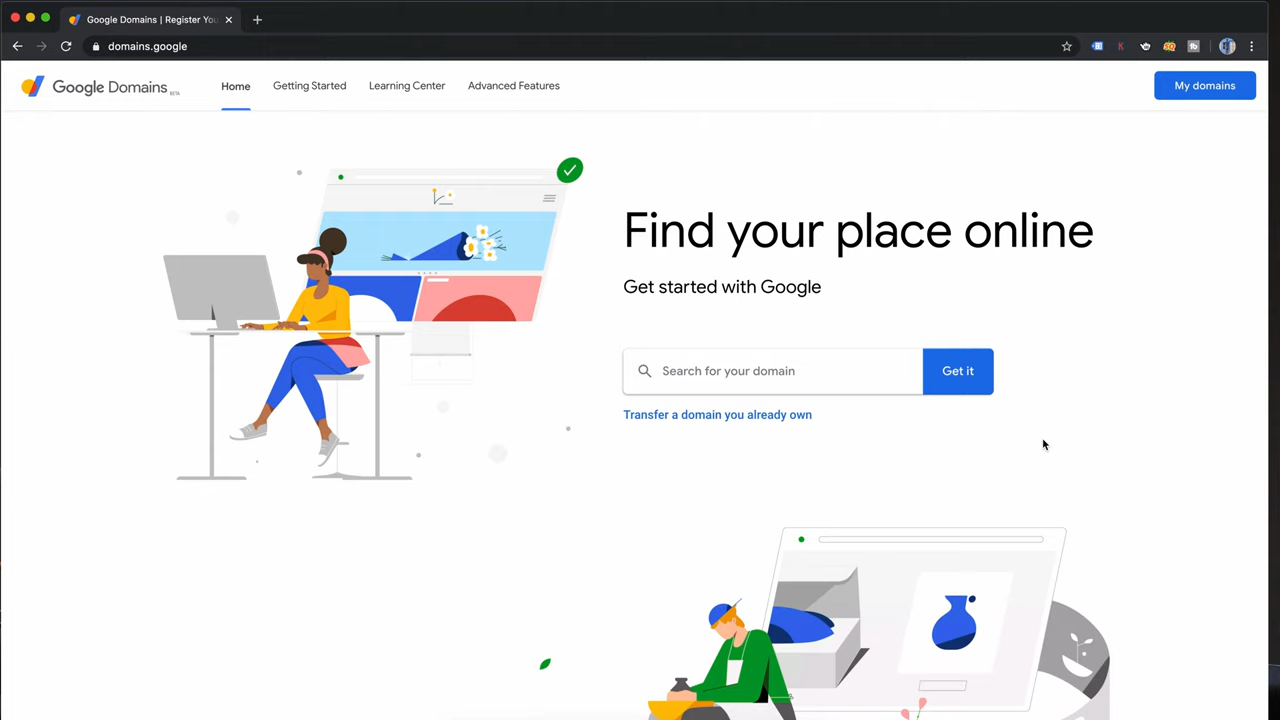 Google Domains | Register You
domains.google
Google Domains BETA
Home
Getting Started
Learning Center
Advanced Features
My domains
Find your place online
Get started with Google
Search for your domain
Get it
Transfer a domain you already own